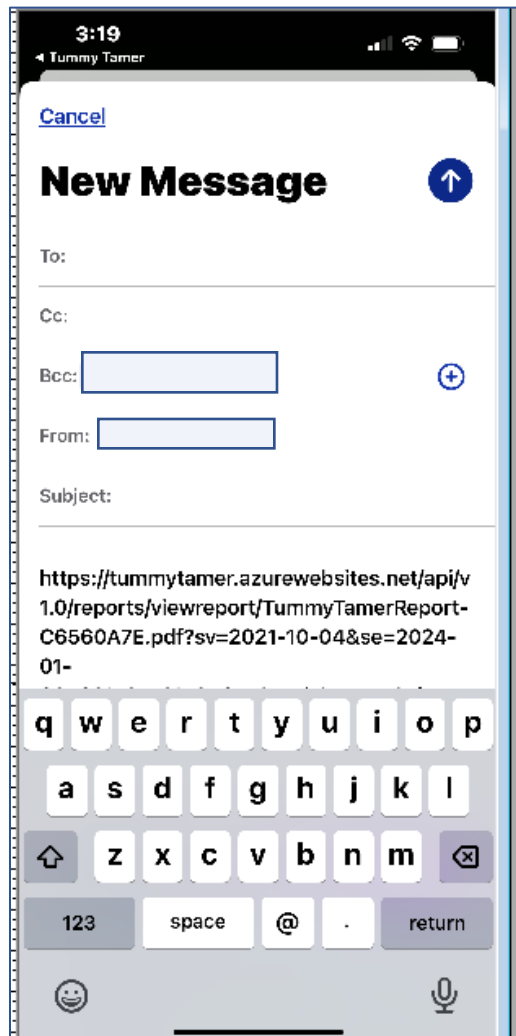 3:19
◀ Tummy Tamer
Cancel
New Message
To:
Cc:
Bcc:
From:
Subject:
https://tummytamer.azurewebsites.net/api/v
1.0/reports/viewreport/TummyTamerReport-
C6560A7E.pdf?sv=2021-10-04&se=2024-
01-
q w e r t y u i o p
a s d f g h j k l
z x c v b n m
123 space @ . return